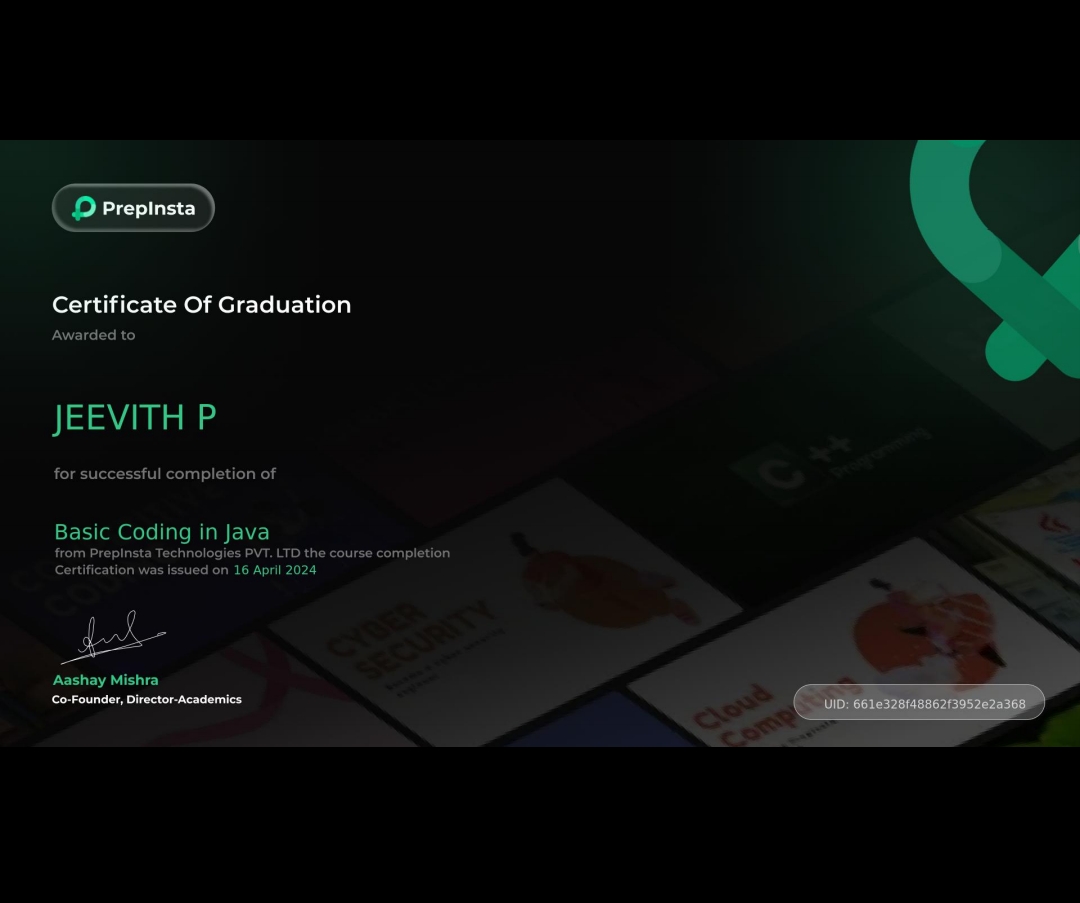 PrepInsta
Certificate Of Graduation
Awarded to
JEEVITH P
for successful completion of
Basic Coding in Java
from PrepInsta Technologies PVT. LTD the course completion
Certification was issued on 16 April 2024
Aashay Mishra
Co-Founder, Director-Academics
UID: 661e328f48862f3952e2a368
C++
Programming
CYBER
SECURITY
Cloud
Computing